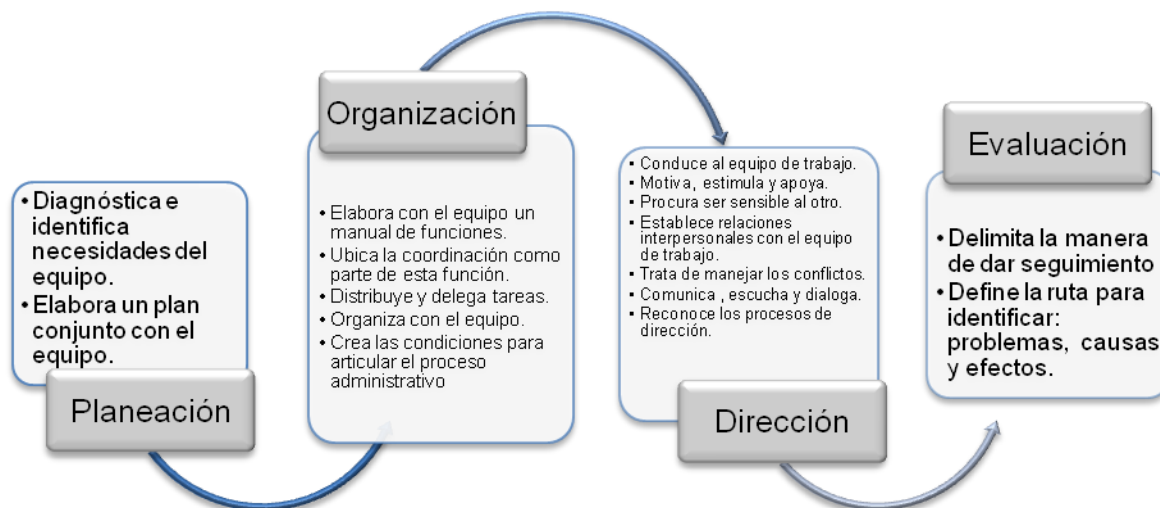 • Diagnóstica e
identifica
necesidades del
equipo.
• Elabora un plan
conjunto con el
equipo.
Planeación
Organización
• Elabora con el equipo un
manual de funciones.
• Ubica la coordinación como
parte de esta función.
• Distribuye y delega tareas.
• Organiza con el equipo.
• Crea las condiciones para
articular el proceso
administrativo
• Conduce al equipo de trabajo.
• Motiva, estimula y apoya.
• Procura ser sensible al otro.
• Establece relaciones
interpersonales con el equipo
de trabajo.
• Trata de manejar los conflictos.
• Comunica , escucha y dialoga.
• Reconoce los procesos de
dirección.
Dirección
Evaluación
• Delimita la manera
de dar seguimiento
• Define la ruta para
identificar:
problemas, causas
y efectos.